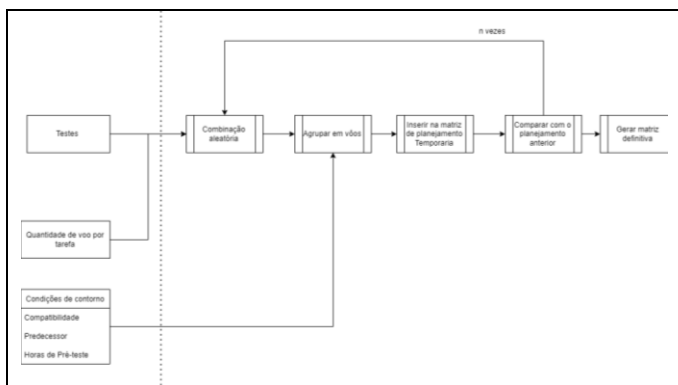 n vezes
Testes
Combinação
aleatória
Agrupar em vôos
Inserir na matriz
de planejamento
Temporaria
Comparar com o
planejamento
anterior
Gerar matriz
definitiva
Quantidade de voo por
tarefa
Condições de contorno
Compatibilidade
Predecessor
Horas de Pré-teste